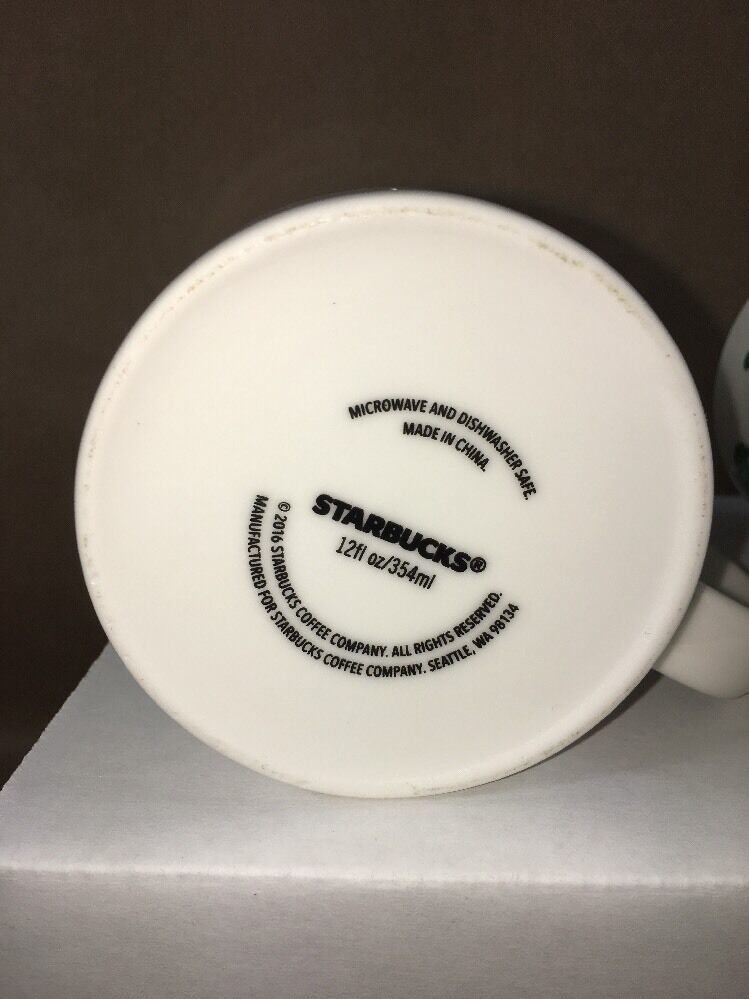 MICROWAVE AND DISHWASHER SAFE.
MADE IN CHINA.
STARBUCKS®
12fl oz/354ml
© 2016 STARBUCKS COFFEE COMPANY. ALL RIGHTS RESERVED.
MANUFACTURED FOR STARBUCKS COFFEE COMPANY. SEATTLE, WA 98134